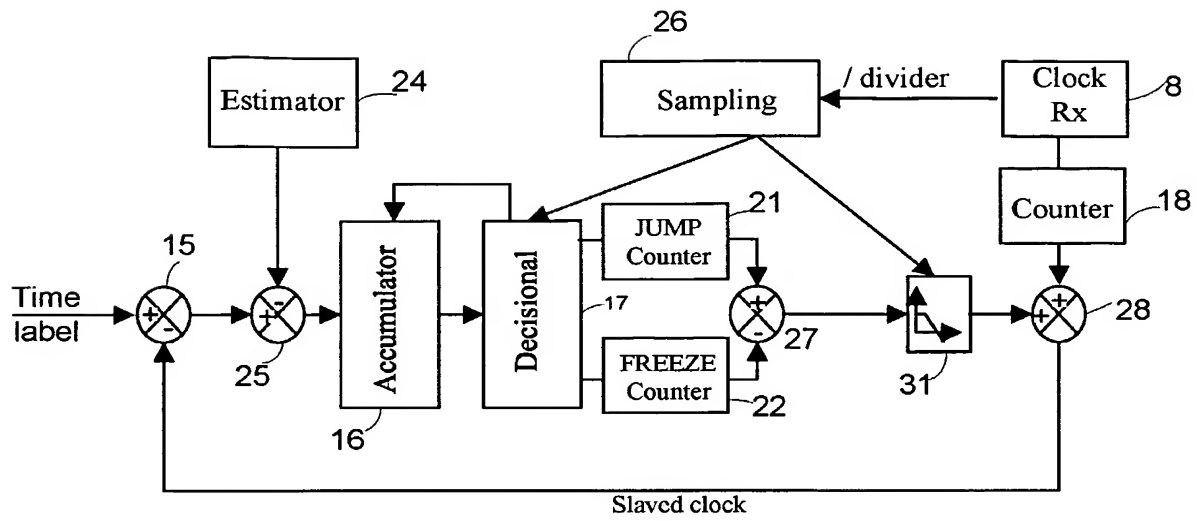 26
Estimator
24
Sampling
/ divider
Clock
Rx
8
Counter
18
15
Time
label
+
-
-
+
25
Accumulator
16
Decisional
17
JUMP
Counter
21
FREEZE
Counter
22
+
-
27
31
+
+
28
Slaved clock